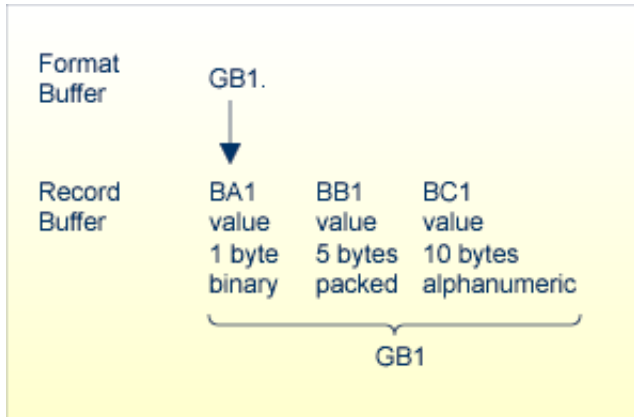 Format
Buffer
GB1.
Record
Buffer
BA1
value
1 byte
binary
BB1
value
5 bytes
packed
BC1
value
10 bytes
alphanumeric
GB1